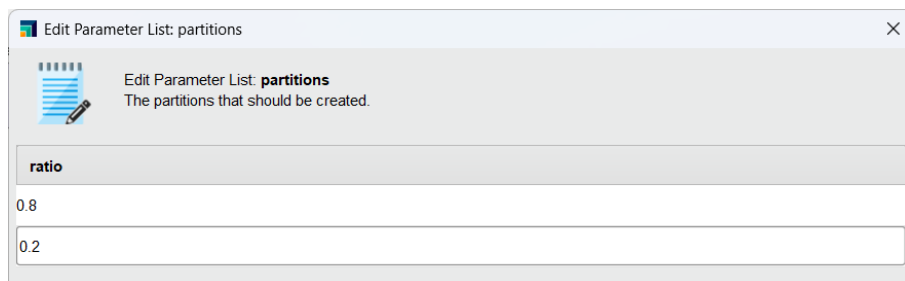 Edit Parameter List: partitions
Edit Parameter List: partitions
The partitions that should be created.
ratio
0.8
0.2